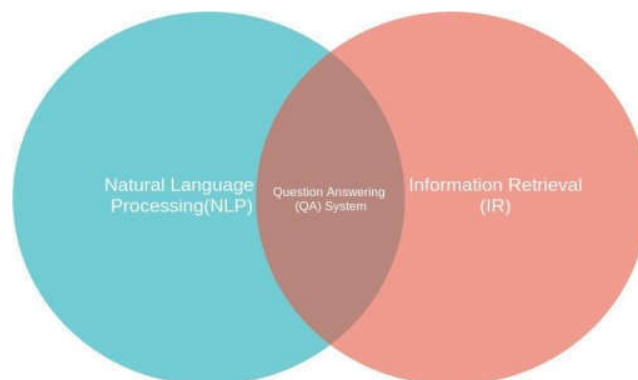 Natural Language
Processing(NLP)
Question Answering
(QA) System
Information Retrieval
(IR)